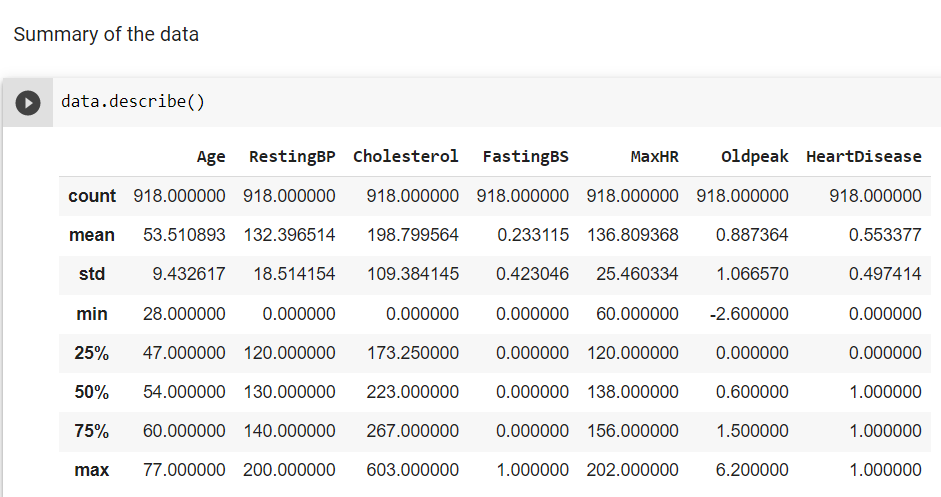 Summary of the data
data.describe()
Age RestingBP Cholesterol FastingBS MaxHR Oldpeak HeartDisease
count 918.000000 918.000000 918.000000 918.000000 918.000000 918.000000 918.000000
mean 53.510893 132.396514 198.799564 0.233115 136.809368 0.887364 0.553377
std 9.432617 18.514154 109.384145 0.423046 25.460334 1.066570 0.497414
min 28.000000 0.000000 0.000000 0.000000 60.000000 -2.600000 0.000000
25% 47.000000 120.000000 173.250000 0.000000 120.000000 0.000000 0.000000
50% 54.000000 130.000000 223.000000 0.000000 138.000000 0.600000 1.000000
75% 60.000000 140.000000 267.000000 0.000000 156.000000 1.500000 1.000000
max 77.000000 200.000000 603.000000 1.000000 202.000000 6.200000 1.000000